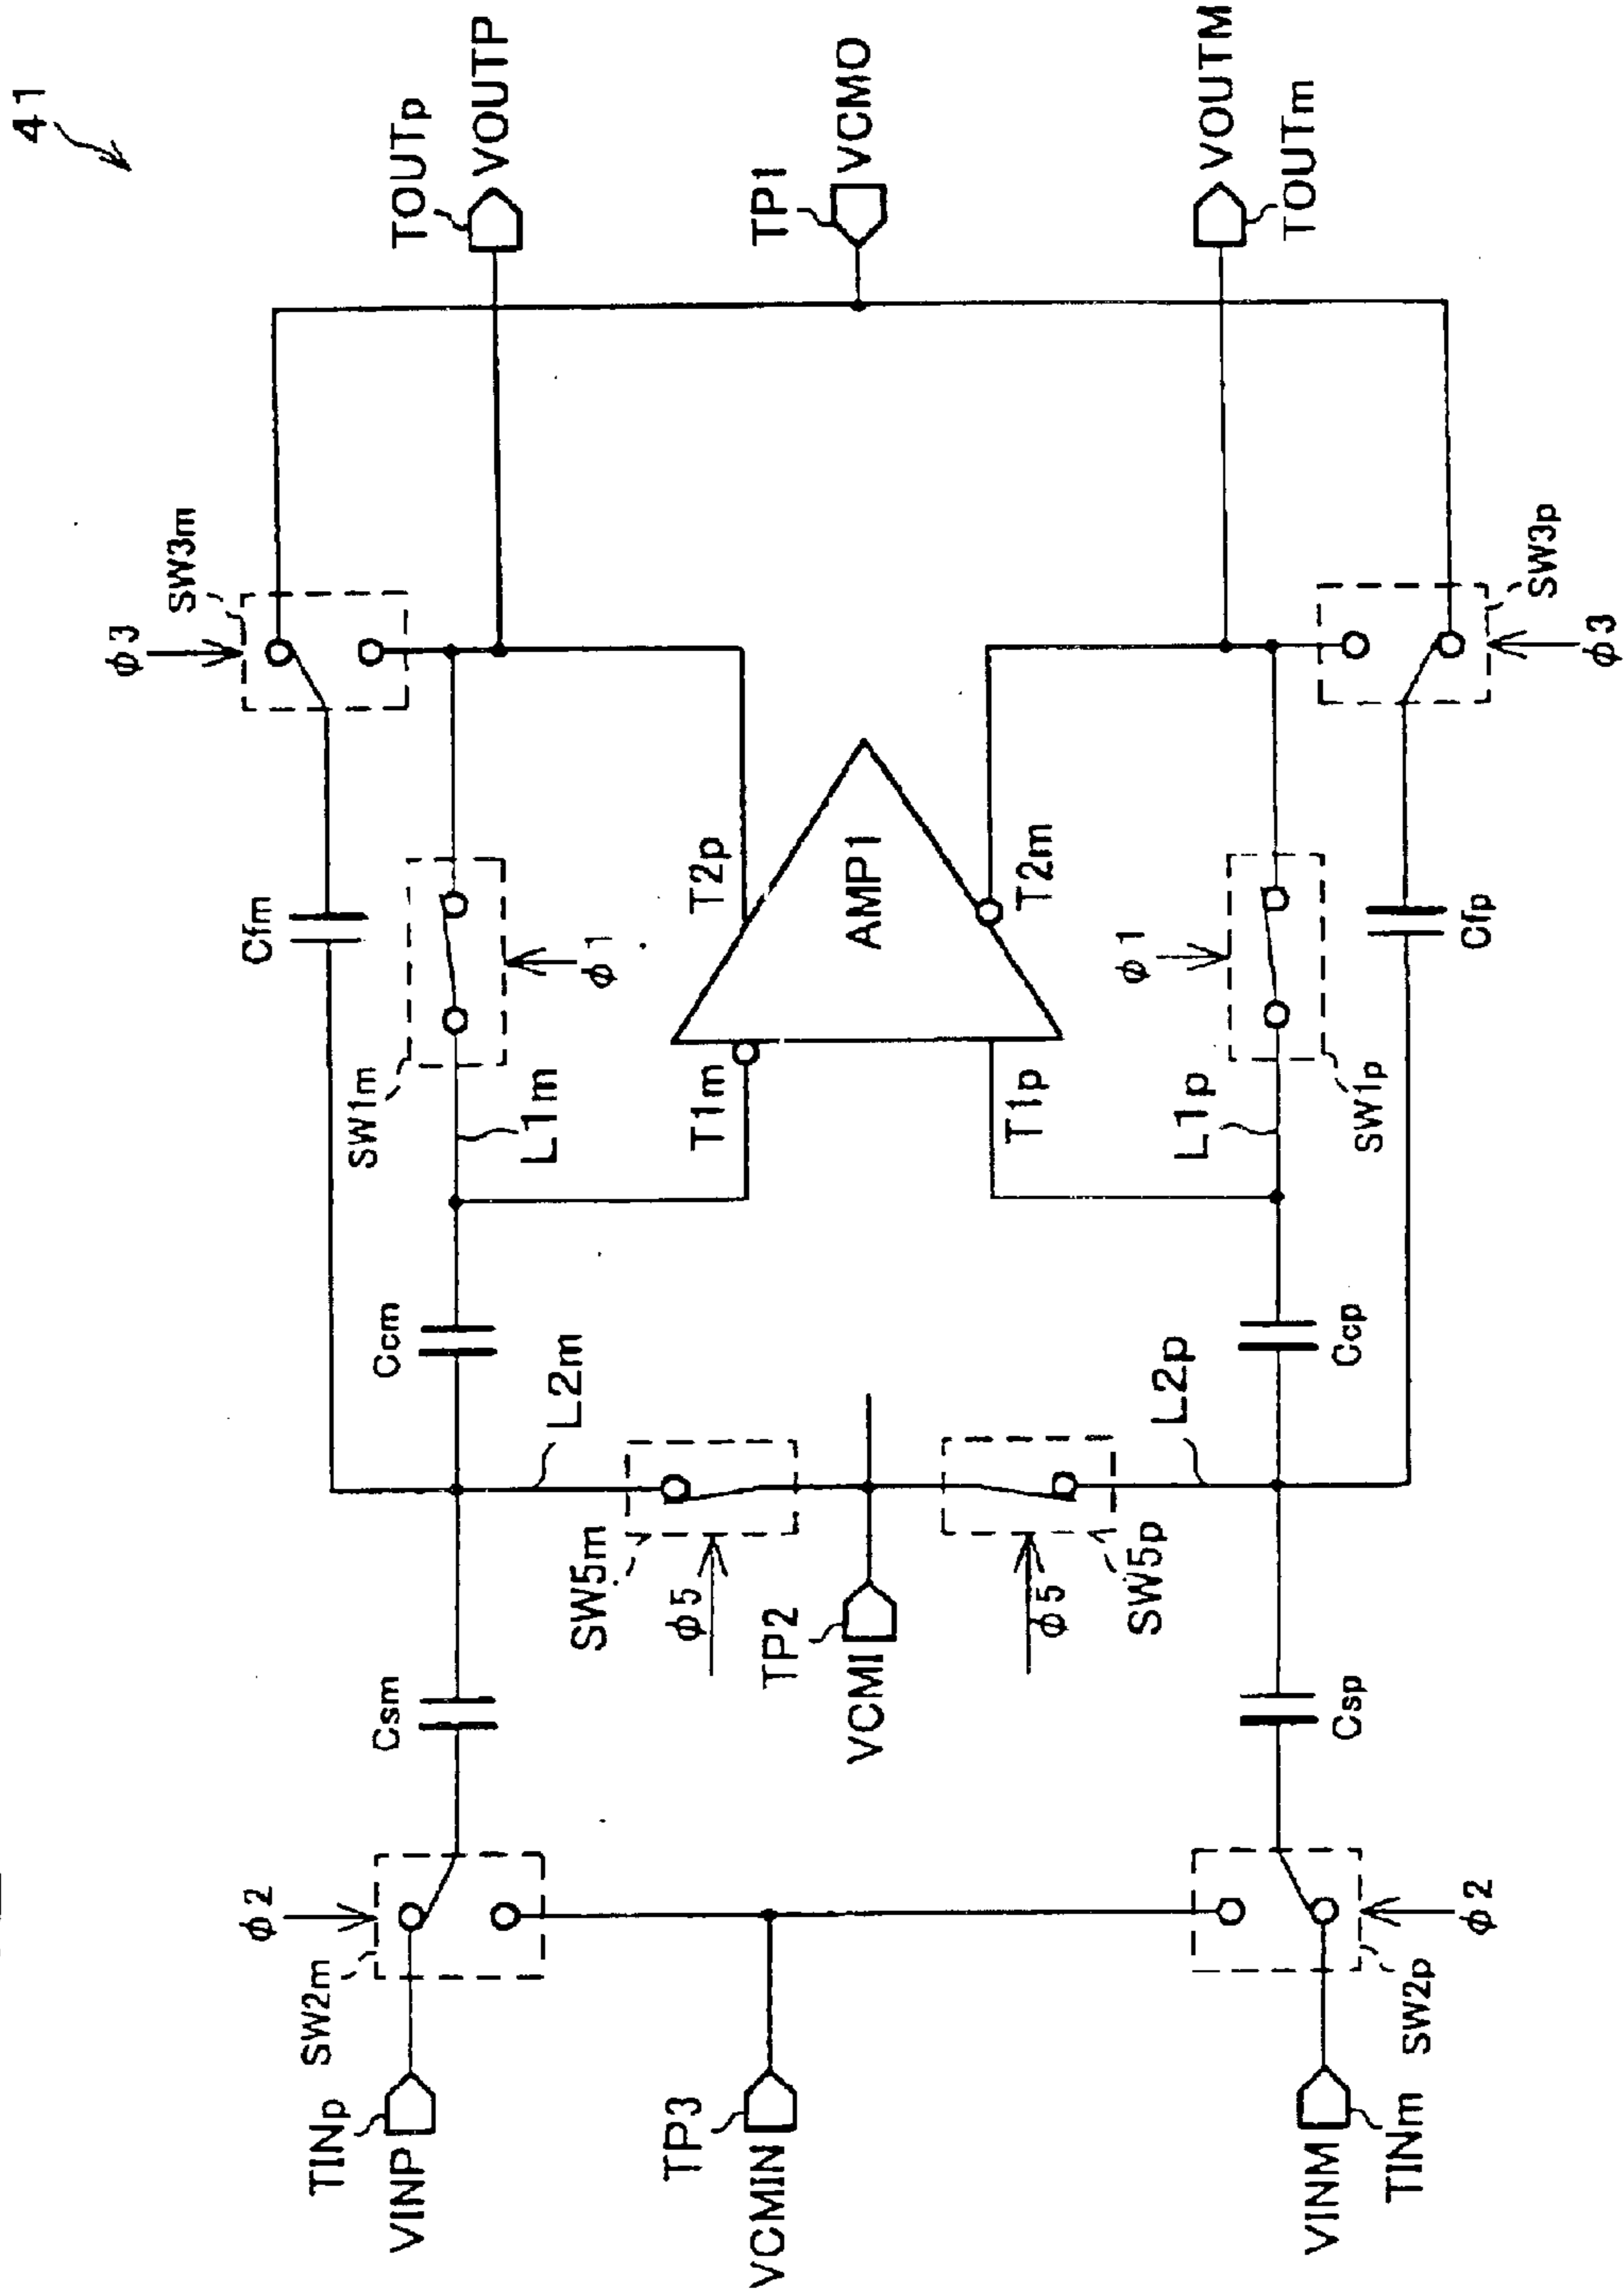 41
φ3
SW3m
TOUTp
VOUTP
Cfm
φ2
SW2m
TINp
VINP
Csm
Ccm
SW1m
L1m
φ1
L2m
T1m
T2p
SW5m
φ5
AMP1
TP1
VCMO
TP3
VCMIN
TP2
VCMI
φ5
SW5p
T1p
T2m
L2p
L1p
φ1
VOUTM
TOUTm
VINM
TINm
SW2p
φ2
Csp
Ccp
SW1p
Cfp
SW3p
φ3